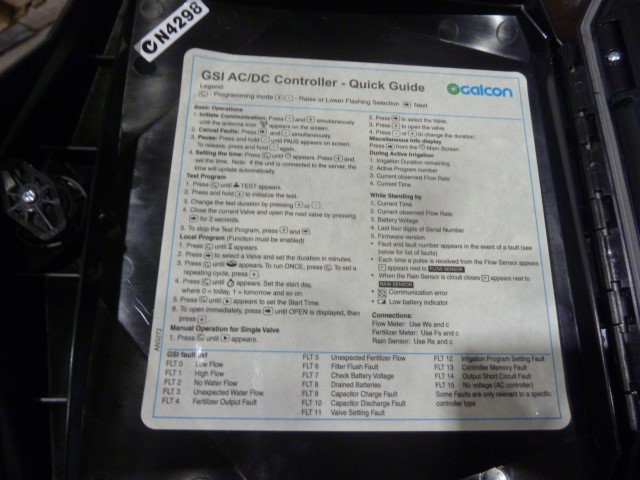 N4298
GSI AC/DC Controller - Quick Guide
Galcon
Legend:
- Programming mode + - - Raise or Lower Flashing Selection ➔ Next
Basic Operations
1. Initiate Communication: Press - and + simultaneously
until the antenna icon appears on the screen.
2. Cancel Faults: Press ➔ and - simultaneously.
3. Pause: Press and hold - until PAUS appears on screen.
To release, press and hold - again.
4. Setting the time: Press until appears. Press + and
set the time. Note: If the unit is connected to the server, the
time will update automatically.
Test Program
1. Press until TEST appears.
2. Press and hold + to initialize the test.
3. Change the test duration by pressing + or -.
4. Close the current Valve and open the next valve by pressing
➔ for 2 seconds.
5. To stop the Test Program, press + and ➔.
Local Program (Function must be enabled)
1. Press until appears.
2. Press ➔ to select a Valve and set the duration in minutes.
3. Press until appears. To run ONCE, press. To set a
repeating cycle, press +.
4. Press until appears. Set the start day,
where 0 = today, 1 = tomorrow and so on.
5. Press until appears to set the Start Time.
6. To open immediately, press ➔ until OPEN is displayed, then
press +.
Manual Operation for Single Valve
1. Press until appears.
2. Press ➔ to select the Valve.
3. Press to open the valve.
4. Press or to change the duration.
Miscellaneous info display
Press ➔ from the Main Screen
During Active Irrigation
1. Irrigation Duration remaining
2. Active Program number
3. Current observed Flow Rate
4. Current Time
While Standing by
1. Current Time
2. Current observed Flow Rate
3. Battery Voltage
4. Last four digits of Serial Number
5. Firmware version
• Fault and fault number appears in the event of a fault (see
below for list of faults)
• Each time a pulse is received from the Flow Sensor appears
appears next to FLOW SENSOR
• When the Rain Sensor is circuit closes appears next to
RAIN SENSOR
• Communication error
• Low battery indicator
Connections:
Flow Meter: Use Ws and c
Fertilizer Meter: Use Fs and c
Rain Sensor: Use Rs and c
GSI fault list
FLT 0 Low Flow
FLT 1 High Flow
FLT 2 No Water Flow
FLT 3 Unexpected Water Flow
FLT 4 Fertilizer Output Fault
FLT 5 Unexpected Fertilizer Flow
FLT 6 Filter Flush Fault
FLT 7 Check Battery Voltage
FLT 8 Drained Batteries
FLT 9 Capacitor Charge Fault
FLT 10 Capacitor Discharge Fault
FLT 11 Valve Setting Fault
FLT 12 Irrigation Program Setting Fault
FLT 13 Controller Memory Fault
FLT 14 Output Short Circuit Fault
FLT 15 No voltage (AC controller)
Some Faults are only relevant to a specific
controller type